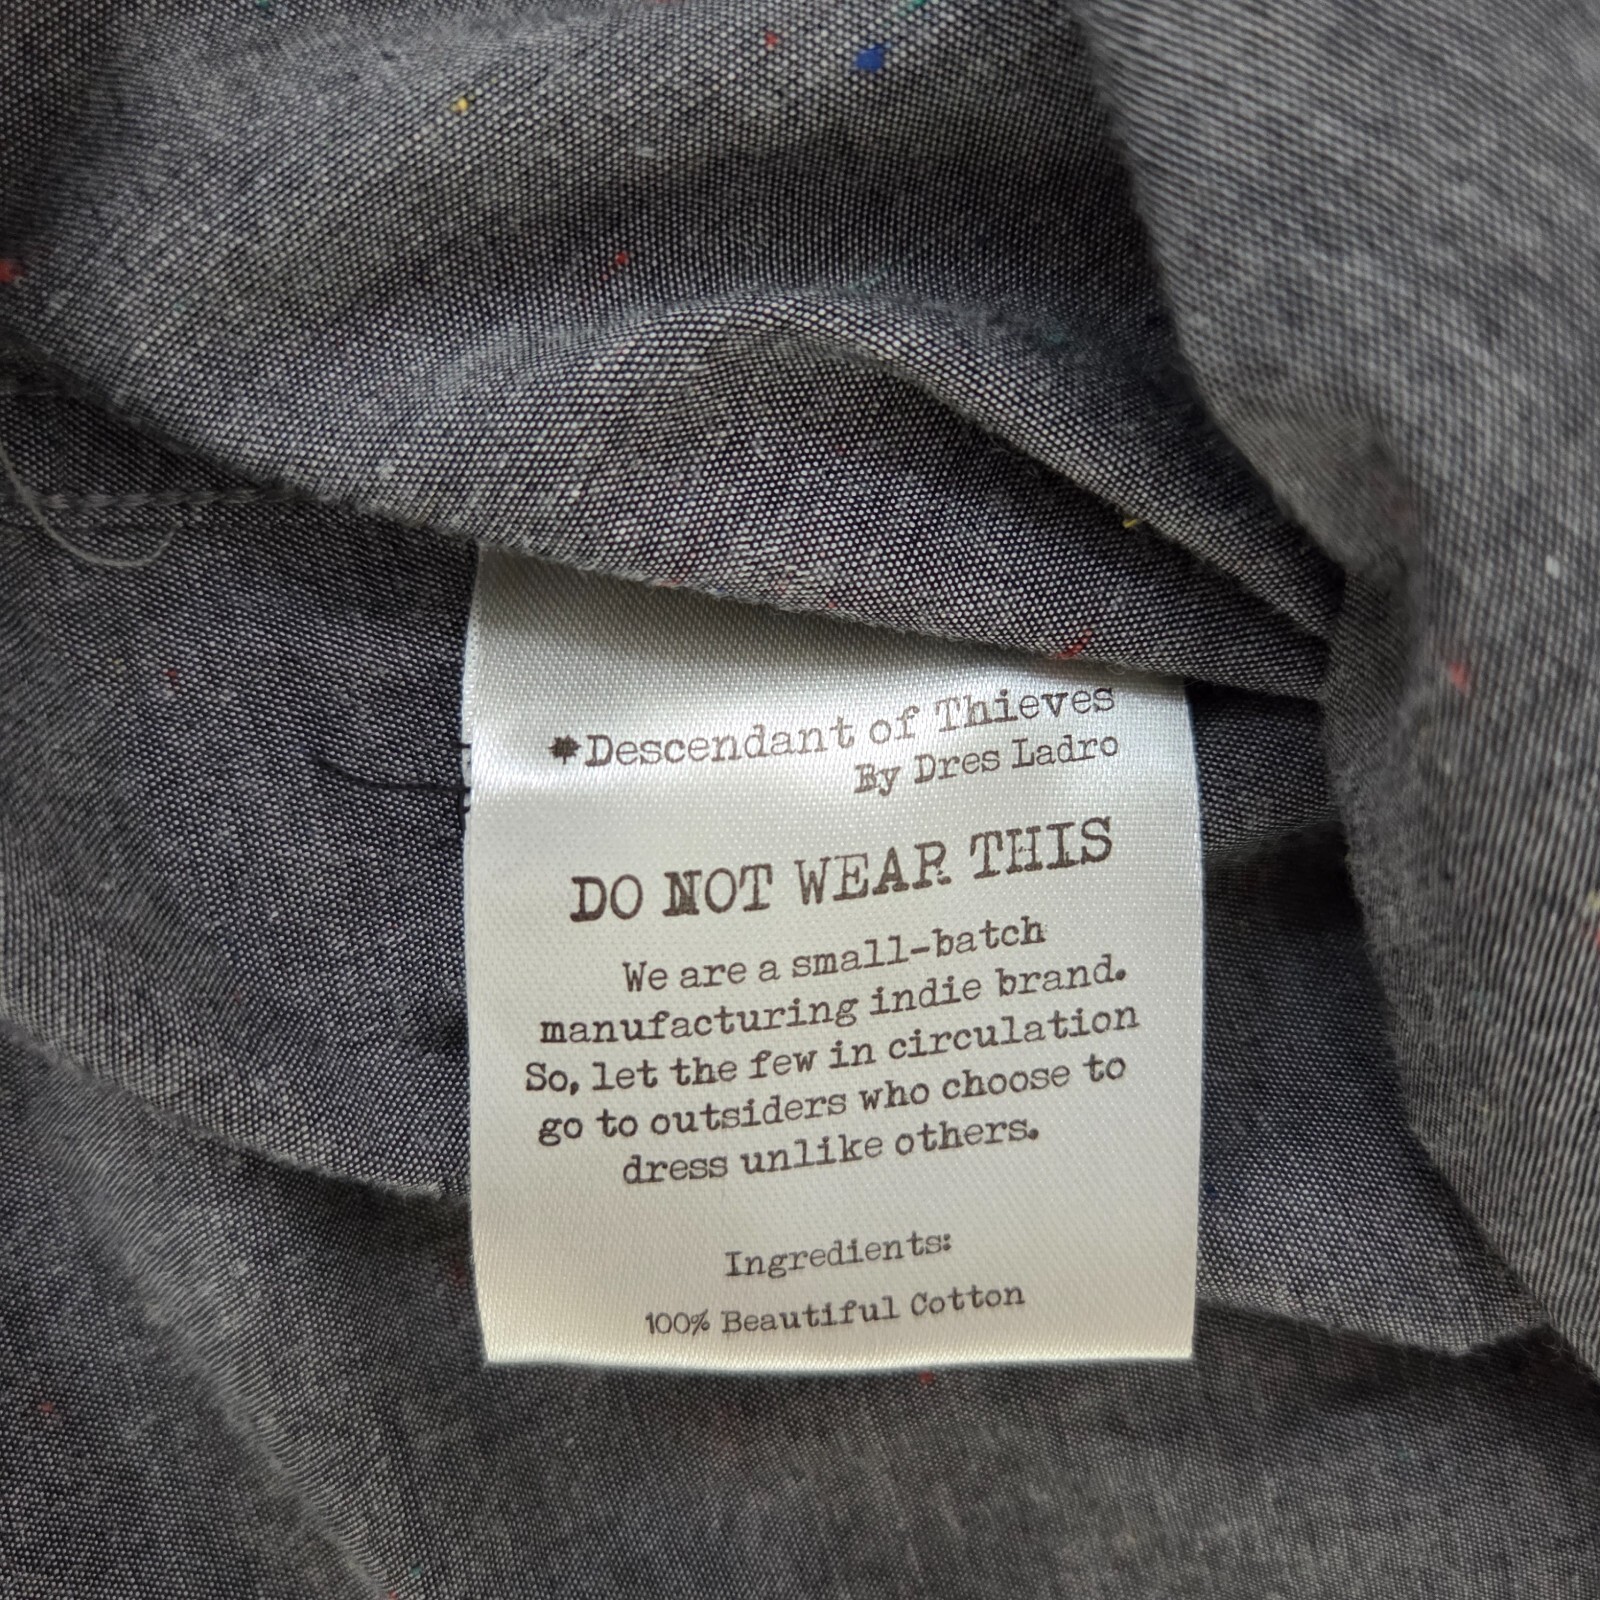 #Descendant of Thieves
By Dres Ladro
DO NOT WEAR THIS
We are a small-batch
manufacturing indie brand.
So, let the few in circulation
go to outsiders who choose to
dress unlike others.
Ingredients:
100% Beautiful Cotton